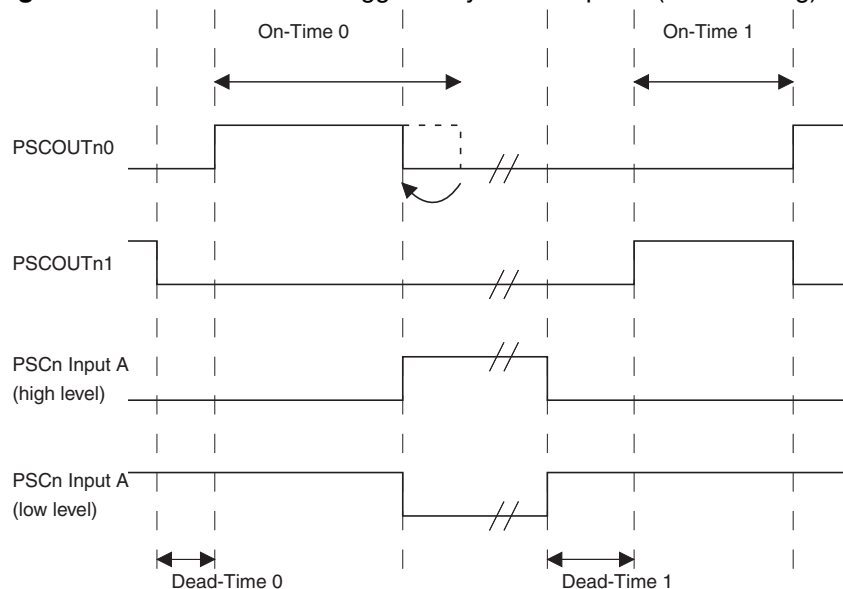 On-Time 0
On-Time 1
PSCOUTn0
PSCOUTn1
PSCn Input A
(high level)
PSCn Input A
(low level)
Dead-Time 0
Dead-Time 1